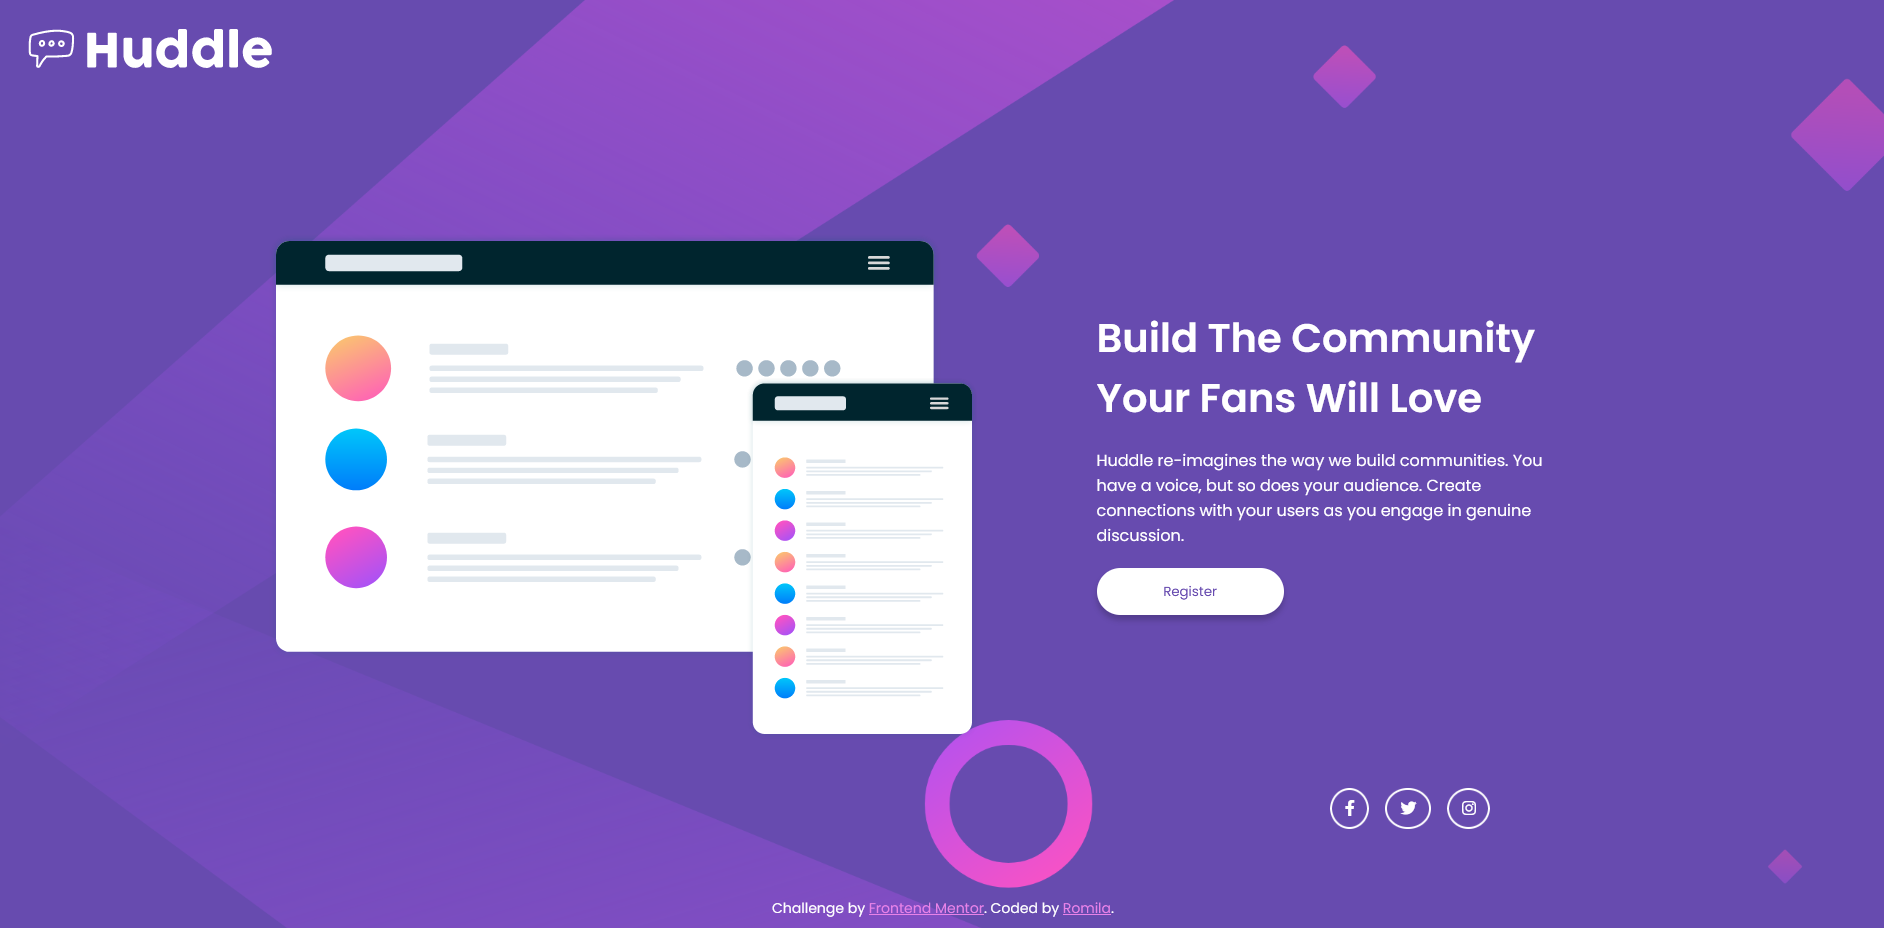 Huddle
Build The Community
Your Fans Will Love
Huddle re-imagines the way we build communities. You
have a voice, but so does your audience. Create
connections with your users as you engage in genuine
discussion.
Register
Challenge by Frontend Mentor. Coded by Romila.